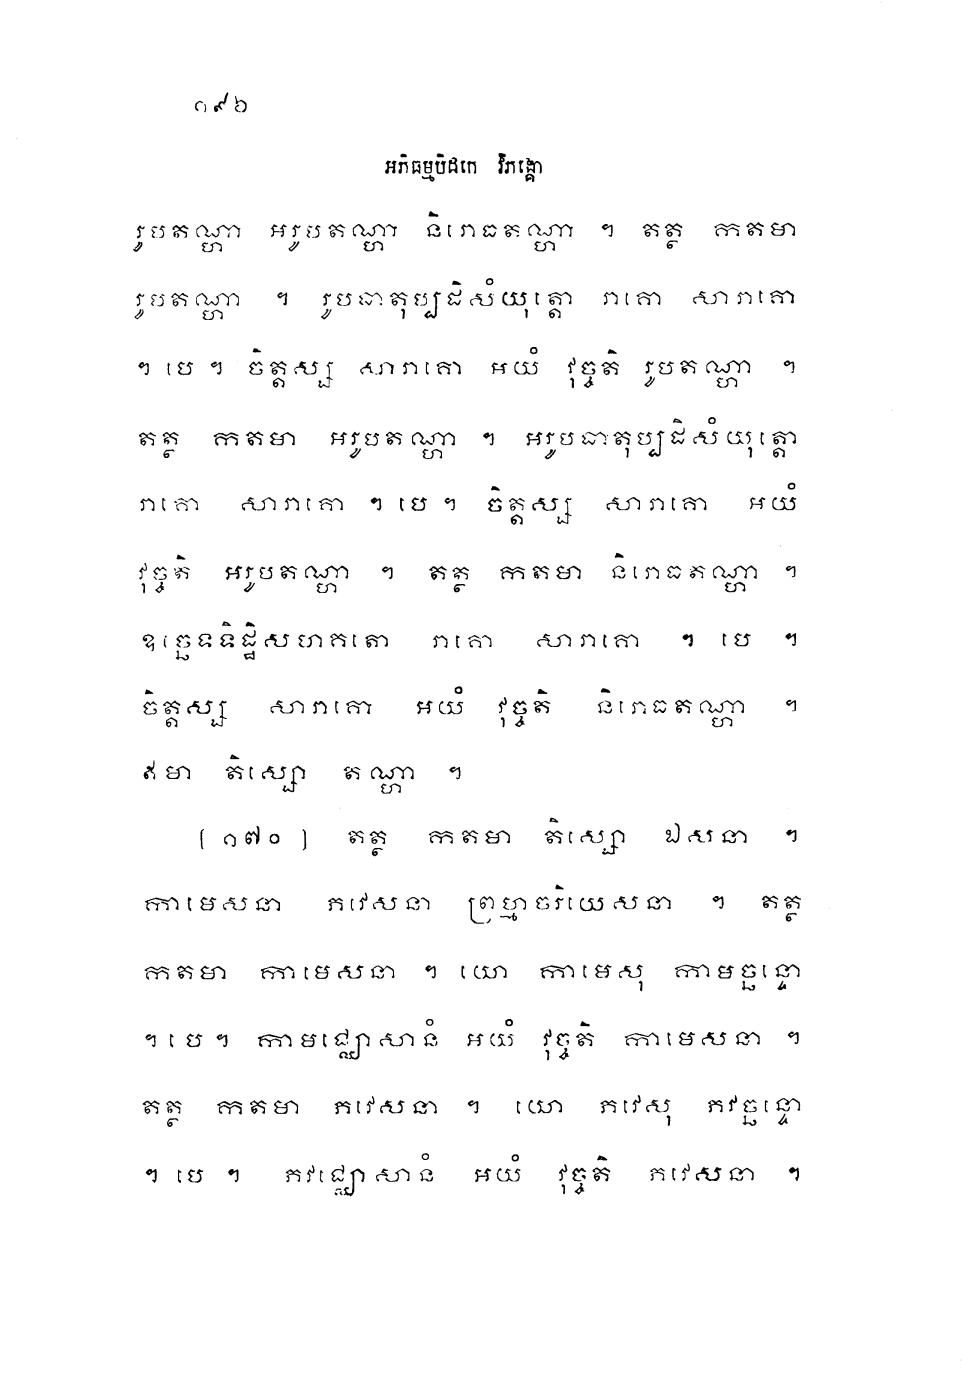 ១៩៦
អភិធម្មបិដកេ វិភង្គោ
រូបតណ្ហា អរូបតណ្ហា និរោធតណ្ហា ។ តត្ថ កតមា
រូបតណ្ហា ។ រូបធាតុប្បដិសំយុត្តោ រាគោ សារាគោ
។ បេ ។ ចិត្តស្ស សារាគោ អយំ វុច្ចតិ រូបតណ្ហា ។
តត្ថ កតមា អរូបតណ្ហា ។ អរូបធាតុប្បដិសំយុត្តោ
រាគោ សារាគោ ។ បេ ។ ចិត្តស្ស សារាគោ អយំ
វុច្ចតិ អរូបតណ្ហា ។ តត្ថ កតមា និរោធតណ្ហា ។
ឧច្ឆេទទិដ្ឋិសហគតោ រាគោ សារាគោ ។ បេ ។
ចិត្តស្ស សារាគោ អយំ វុច្ចតិ និរោធតណ្ហា ។
ឥមា តិស្សោ តណ្ហា ។
(១៧០) តត្ថ កតមា តិស្សោ ឯសនា ។
កាមេសនា ភវេសនា ព្រហ្មចរិយេសនា ។ តត្ថ
កតមា កាមេសនា ។ យោ កាមេសុ កាមច្ឆន្ទោ
។ បេ ។ កាមជ្ឈោសានំ អយំ វុច្ចតិ កាមេសនា ។
តត្ថ កតមា ភវេសនា ។ យោ ភវេសុ ភវច្ឆន្ទោ
។ បេ ។ ភវជ្ឈោសានំ អយំ វុច្ចតិ ភវេសនា ។